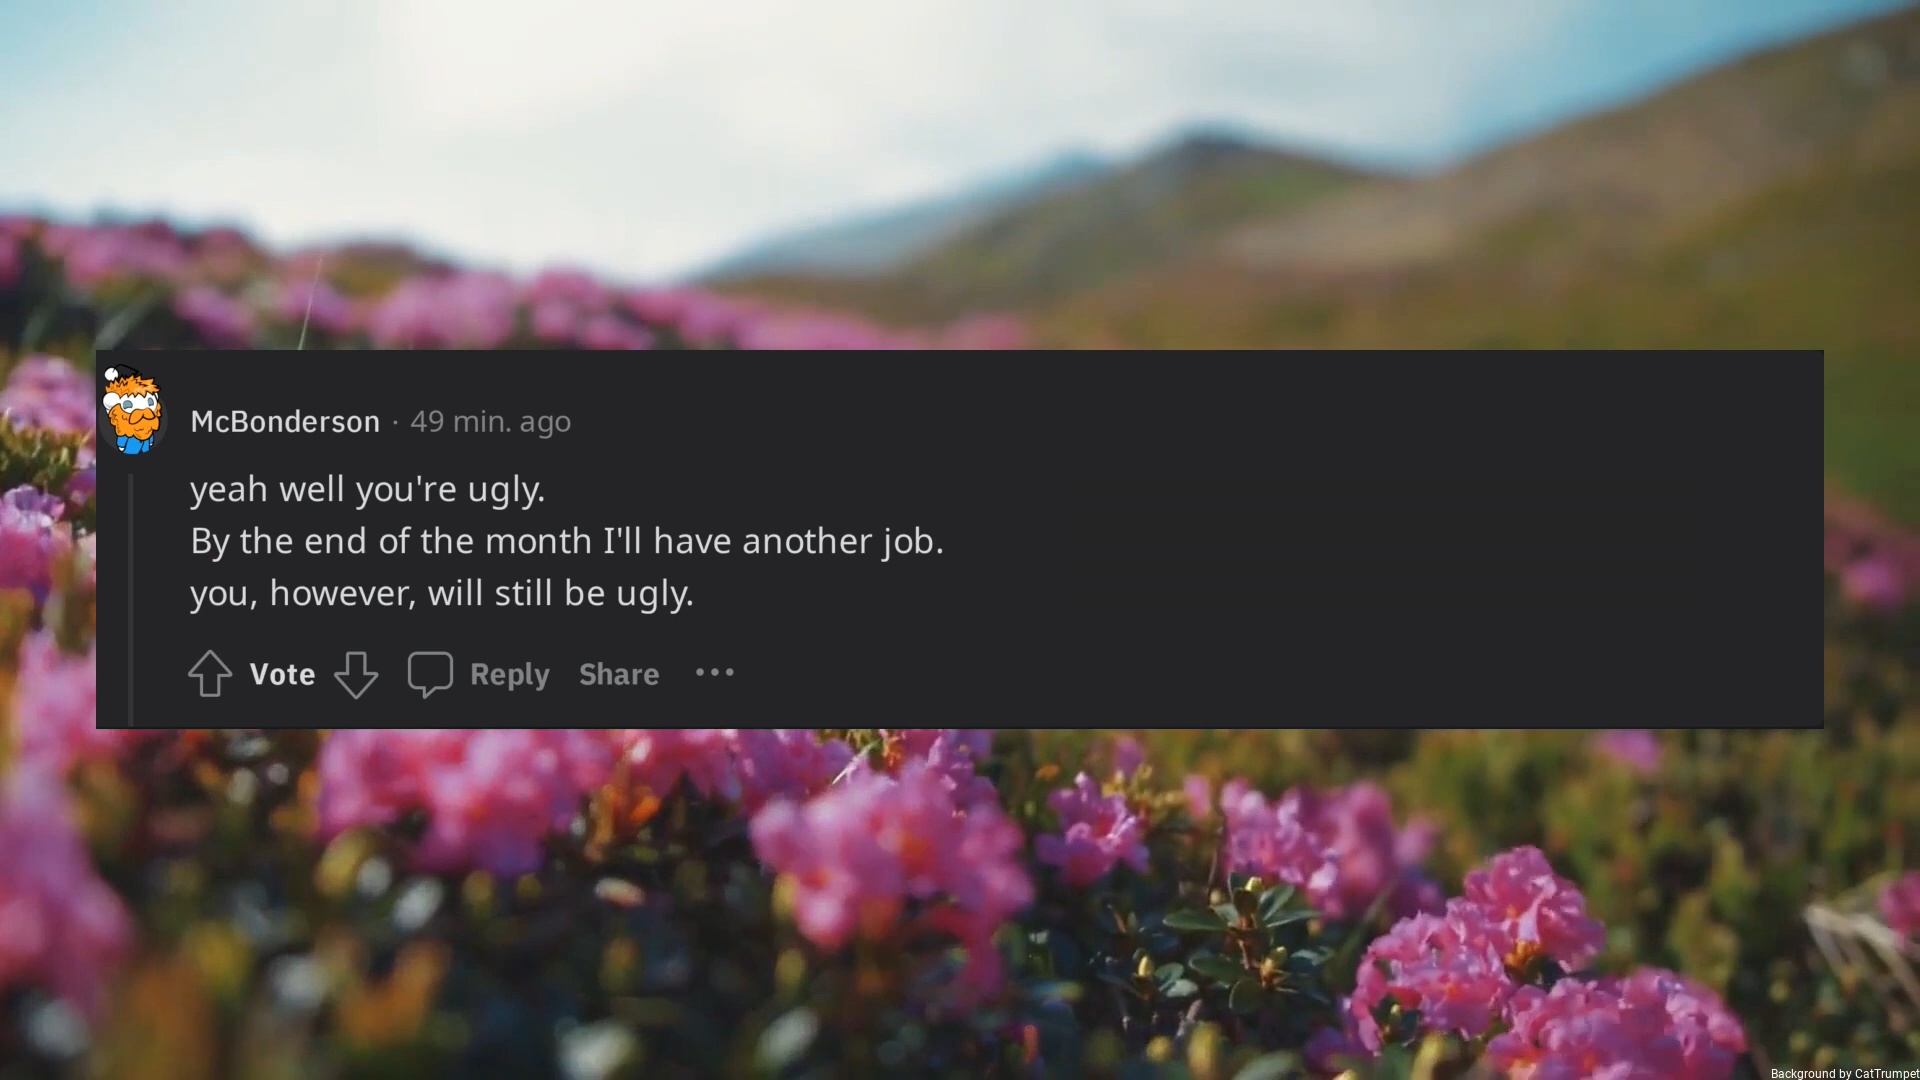 McBonderson · 49 min. ago
yeah well you're ugly.
By the end of the month I'll have another job.
you, however, will still be ugly.
Vote Reply Share •••
Background by CatTrumpet